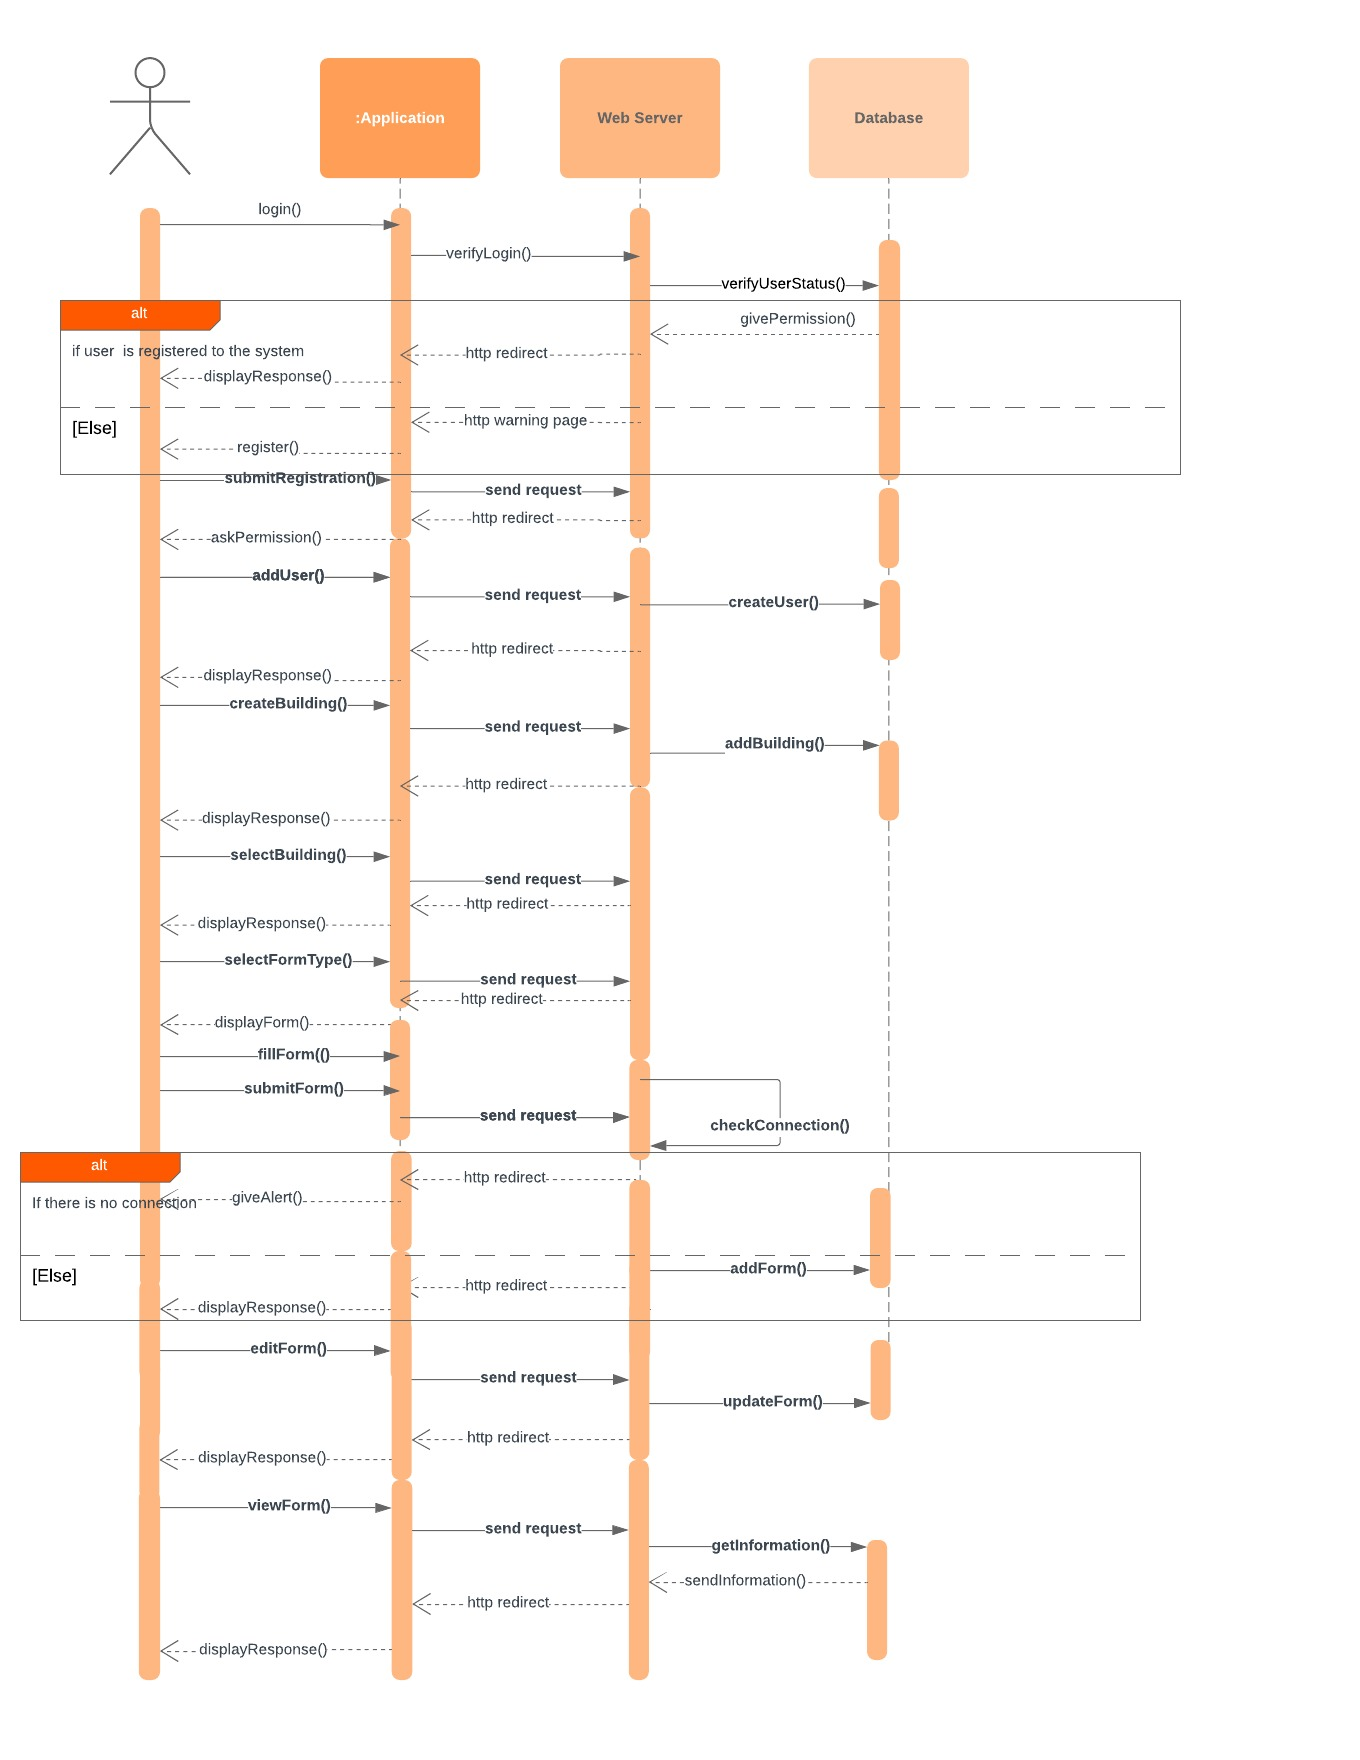 :Application
Web Server
Database
login()
verifyLogin()
verifyUserStatus()
alt
givePermission()
if user  is registered to the system
http redirect
displayResponse()
http warning page
[Else]
register()
submitRegistration()
send request
http redirect
askPermission()
addUser()
send request
createUser()
http redirect
displayResponse()
createBuilding()
send request
addBuilding()
http redirect
displayResponse()
selectBuilding()
send request
http redirect
displayResponse()
selectFormType()
send request
http redirect
displayForm()
fillForm(()
submitForm()
send request
checkConnection()
alt
http redirect
If there is no connection
giveAlert()
addForm()
[Else]
http redirect
displayResponse()
editForm()
send request
updateForm()
http redirect
displayResponse()
viewForm()
send request
getInformation()
sendInformation()
http redirect
displayResponse()